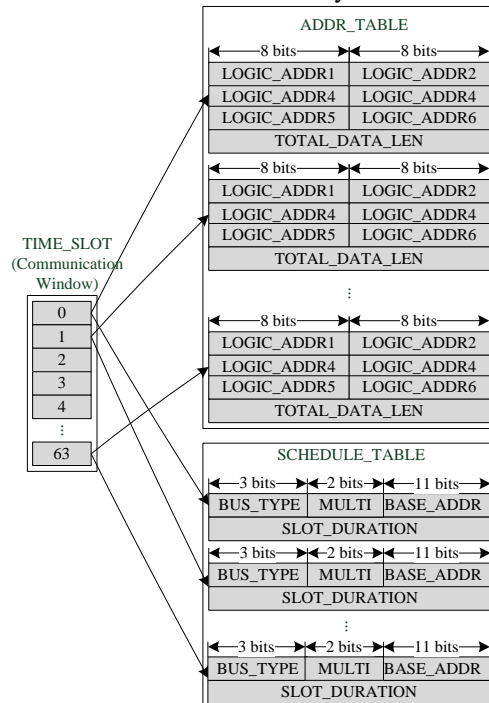 ADDR_TABLE
8 bits 8 bits
LOGIC_ADDR1 LOGIC_ADDR2
LOGIC_ADDR4 LOGIC_ADDR4
LOGIC_ADDR5 LOGIC_ADDR6
TOTAL_DATA_LEN
8 bits 8 bits
LOGIC_ADDR1 LOGIC_ADDR2
LOGIC_ADDR4 LOGIC_ADDR4
LOGIC_ADDR5 LOGIC_ADDR6
TOTAL_DATA_LEN
⋮
8 bits 8 bits
LOGIC_ADDR1 LOGIC_ADDR2
LOGIC_ADDR4 LOGIC_ADDR4
LOGIC_ADDR5 LOGIC_ADDR6
TOTAL_DATA_LEN
TIME_SLOT
(Communication
Window)
0
1
2
3
4
⋮
63
SCHEDULE_TABLE
3 bits 2 bits 11 bits
BUS_TYPE MULTI BASE_ADDR
SLOT_DURATION
3 bits 2 bits 11 bits
BUS_TYPE MULTI BASE_ADDR
SLOT_DURATION
⋮
3 bits 2 bits 11 bits
BUS_TYPE MULTI BASE_ADDR
SLOT_DURATION